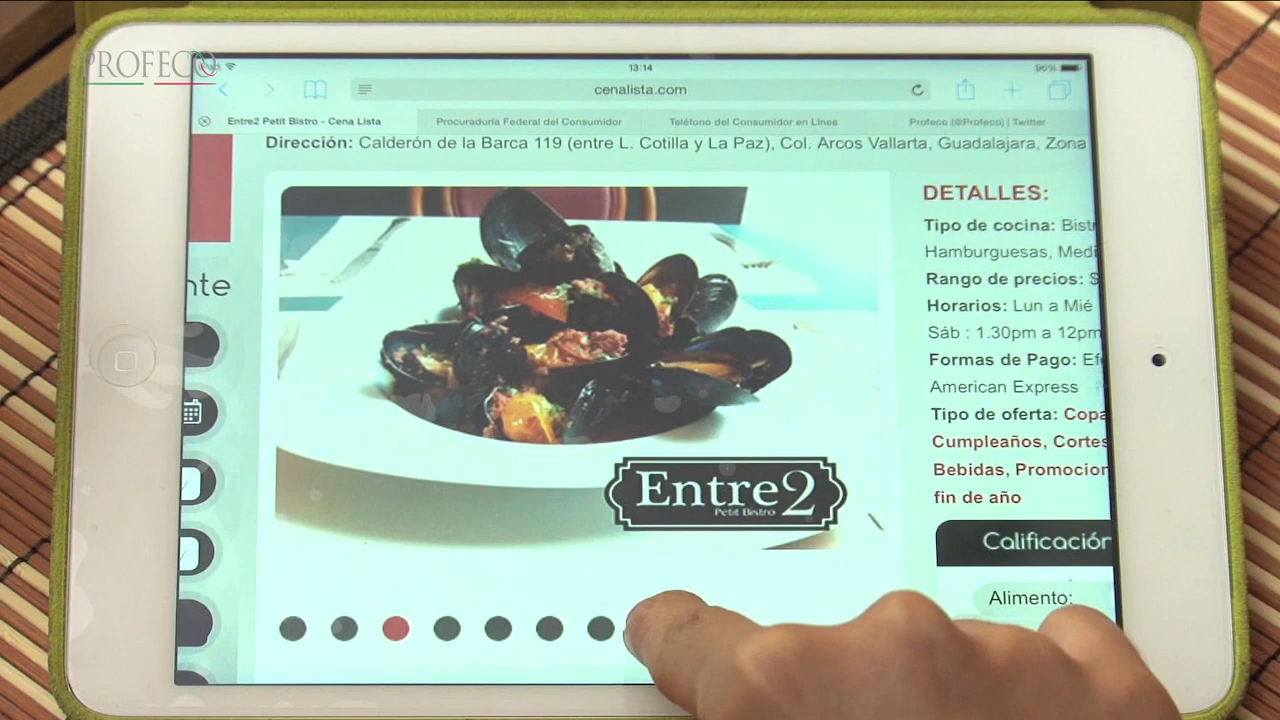 PROFECO
13:14
96%
cenalista.com
Entre2 Petit Bistro - Cena Lista
Procuraduría Federal del Consumidor
Teléfono del Consumidor en Línea
Profeco (@Profeco) | Twitter
Dirección: Calderón de la Barca 119 (entre L. Cotilla y La Paz), Col. Arcos Vallarta, Guadalajara, Zona
nte
Entre2
Petit Bistro
DETALLES:
Tipo de cocina: Bistr
Hamburguesas, Medi
Rango de precios: $
Horarios: Lun a Mié
Sáb : 1.30pm a 12pm
Formas de Pago: Efe
American Express
Tipo de oferta: Copa
Cumpleaños, Cortes
Bebidas, Promocion
fin de año
Calificación
Alimento: